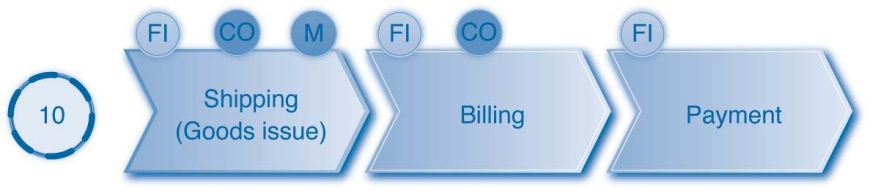 FI CO M FI CO FI
10
Shipping
(Goods issue)
Billing
Payment